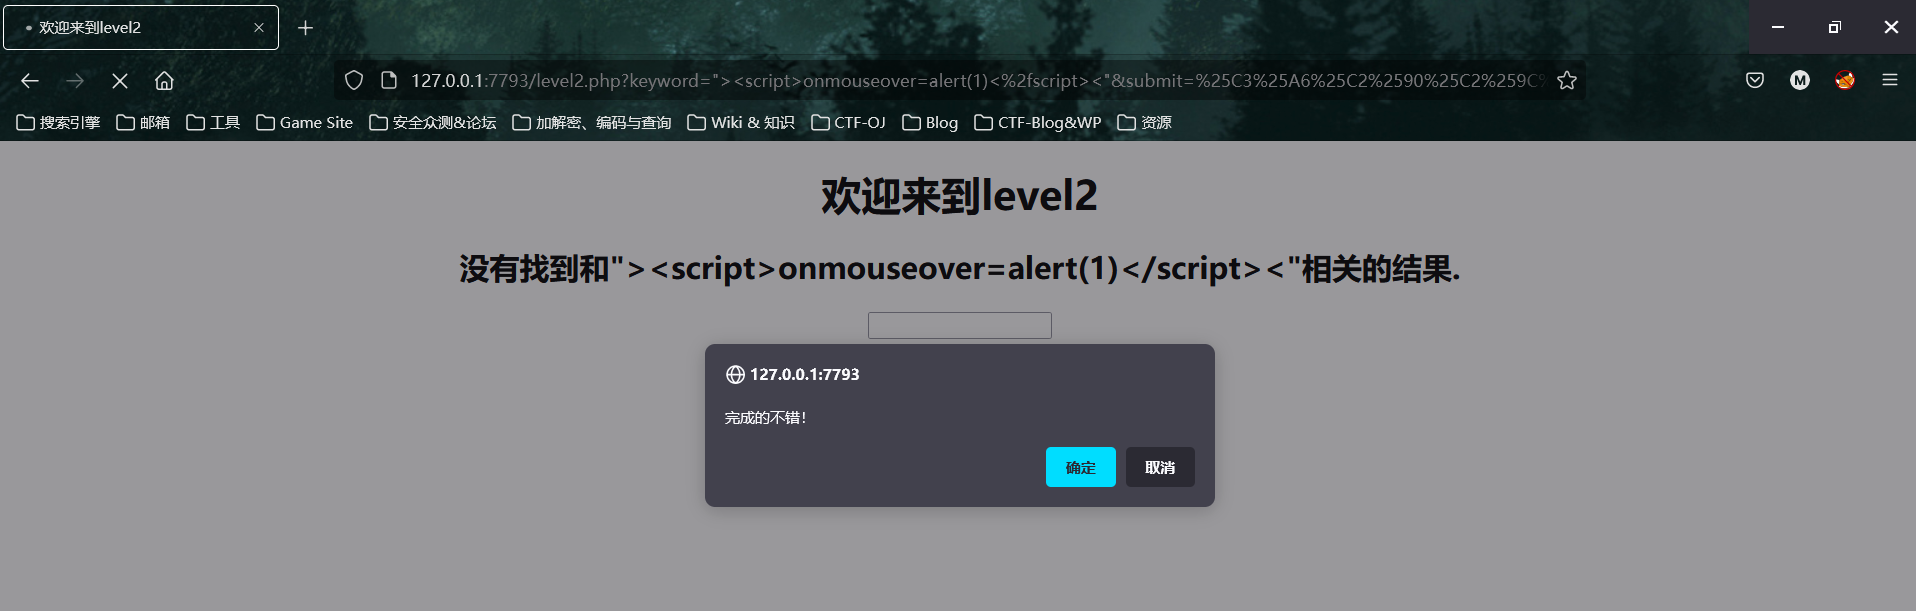 欢迎来到level2
127.0.0.1:7793/level2.php?keyword="><script>onmouseover=alert(1)<%2fscript><"&submit=%25C3%25A6%25C2%2590%25C2%259C%
搜索引擎 邮箱 工具 Game Site 安全众测&论坛 加解密、编码与查询 Wiki & 知识 CTF-OJ Blog CTF-Blog&WP 资源
欢迎来到level2
没有找到和"><script>onmouseover=alert(1)</script><"相关的结果.
127.0.0.1:7793
完成的不错!
确定 取消